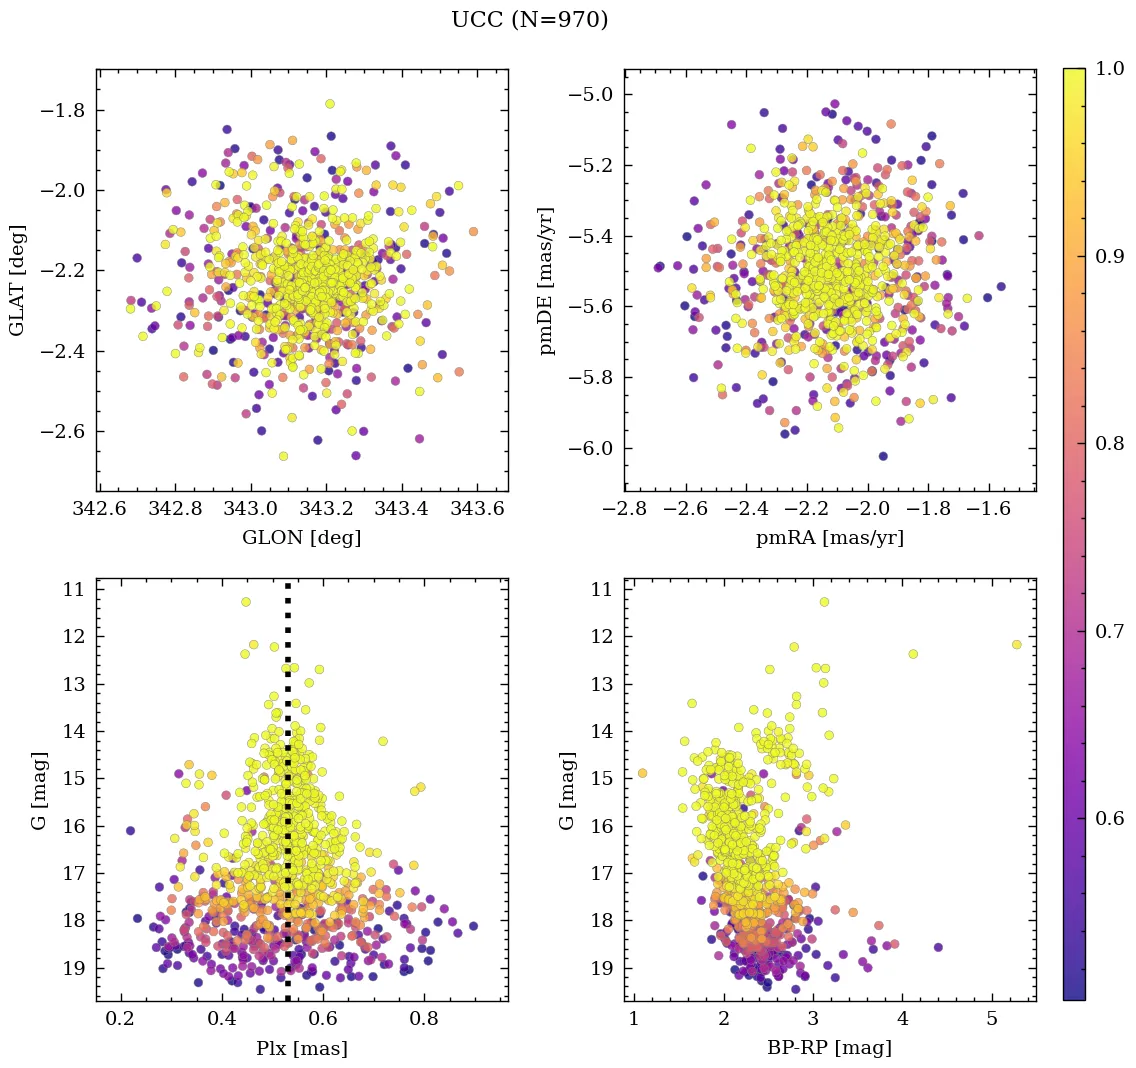 UCC (N=970)
−1.8
−2.0
−2.2
−2.4
−2.6
GLAT [deg]
342.6 342.8 343.0 343.2 343.4 343.6
GLON [deg]
−5.0
−5.2
−5.4
−5.6
−5.8
−6.0
pmDE [mas/yr]
−2.8 −2.6 −2.4 −2.2 −2.0 −1.8 −1.6
pmRA [mas/yr]
1.0
0.9
0.8
0.7
0.6
11
12
13
14
15
16
17
18
19
G [mag]
0.2 0.4 0.6 0.8
Plx [mas]
11
12
13
14
15
16
17
18
19
G [mag]
1 2 3 4 5
BP-RP [mag]